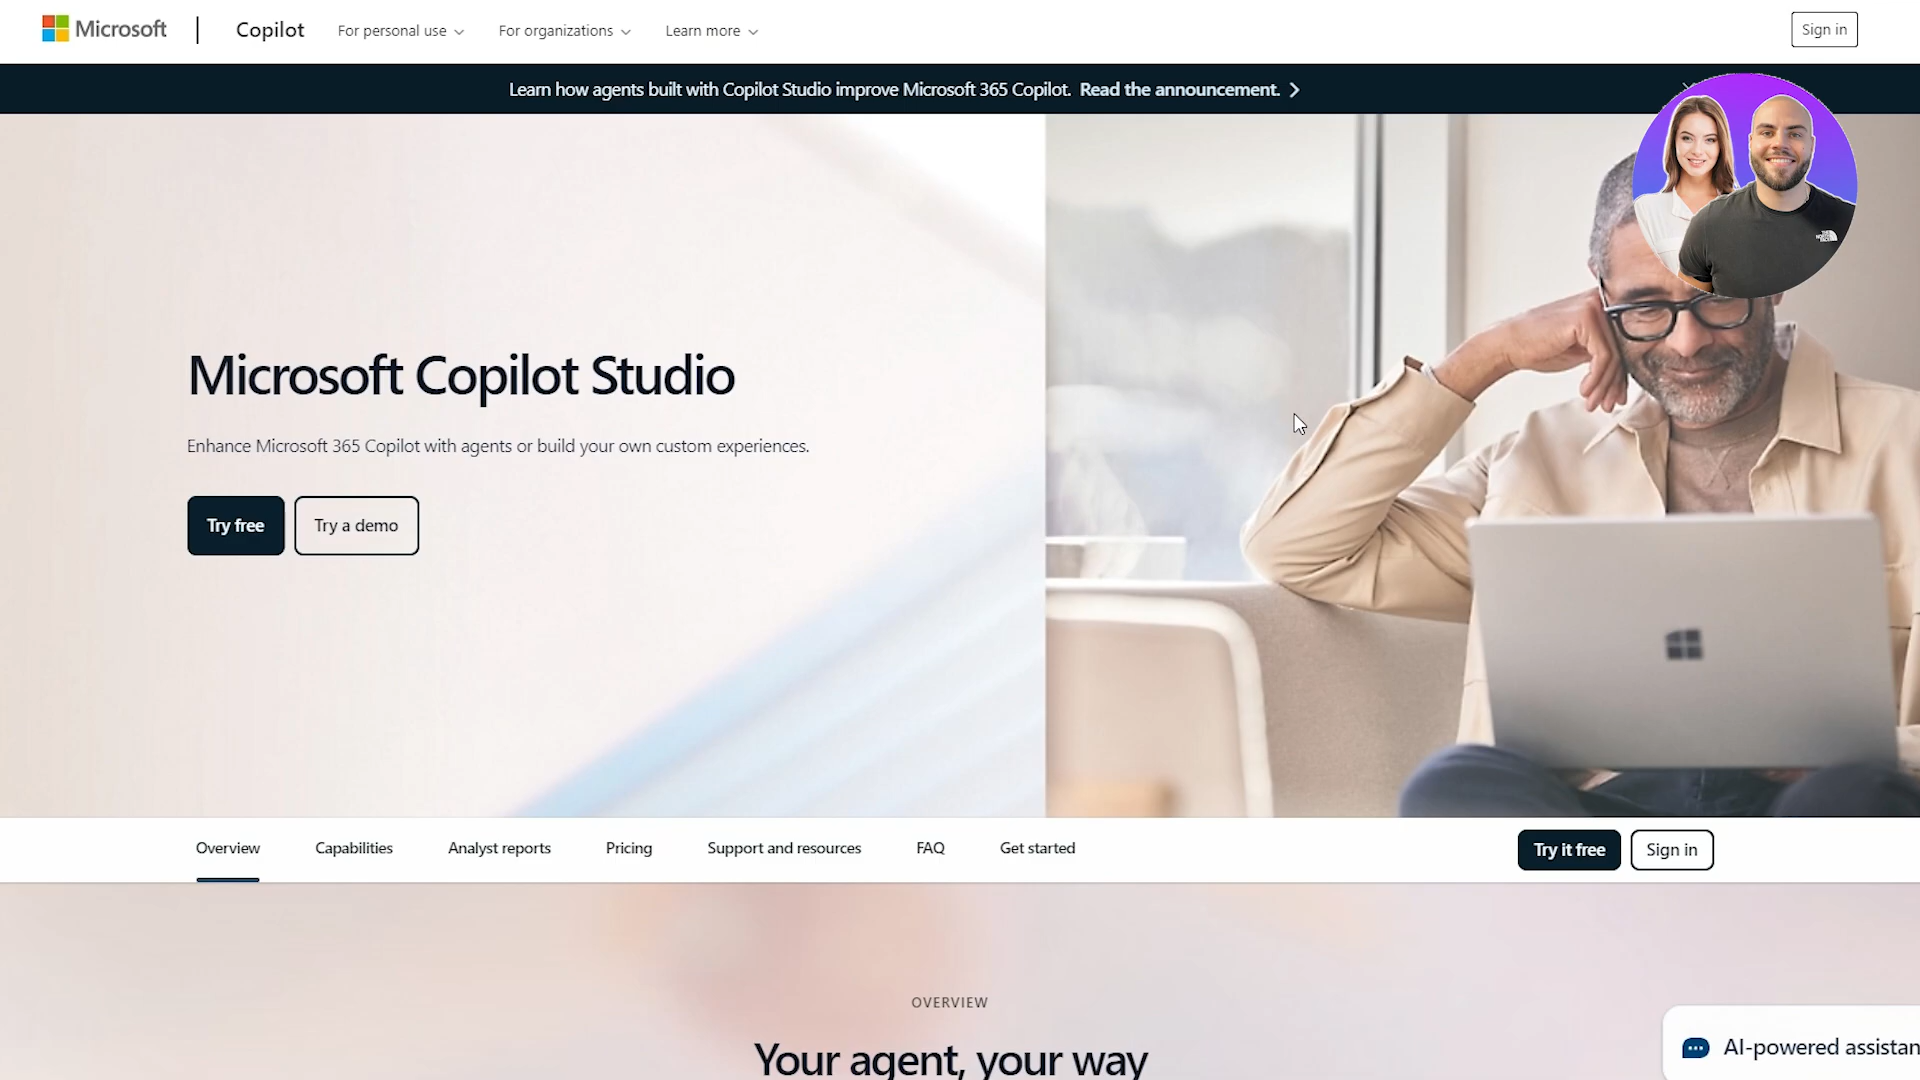 Microsoft
Copilot
For personal use
For organizations
Learn more
Sign in
Learn how agents built with Copilot Studio improve Microsoft 365 Copilot. Read the announcement.
THE NORTH FACE
Microsoft Copilot Studio
Enhance Microsoft 365 Copilot with agents or build your own custom experiences.
Try free
Try a demo
Overview
Capabilities
Analyst reports
Pricing
Support and resources
FAQ
Get started
Try it free
Sign in
OVERVIEW
Your agent, your way
AI-powered assistan